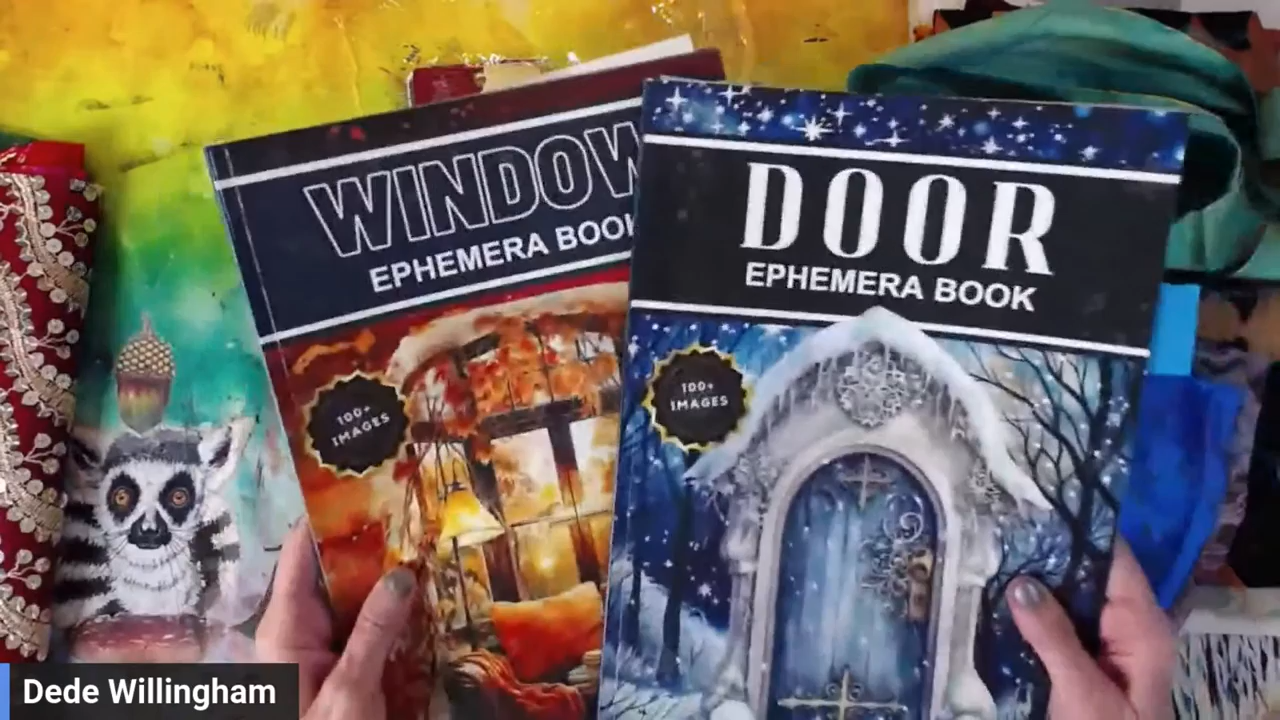 WINDOW
EPHEMERA BOOK
100+
IMAGES
DOOR
EPHEMERA BOOK
100+
IMAGES
Dede Willingham